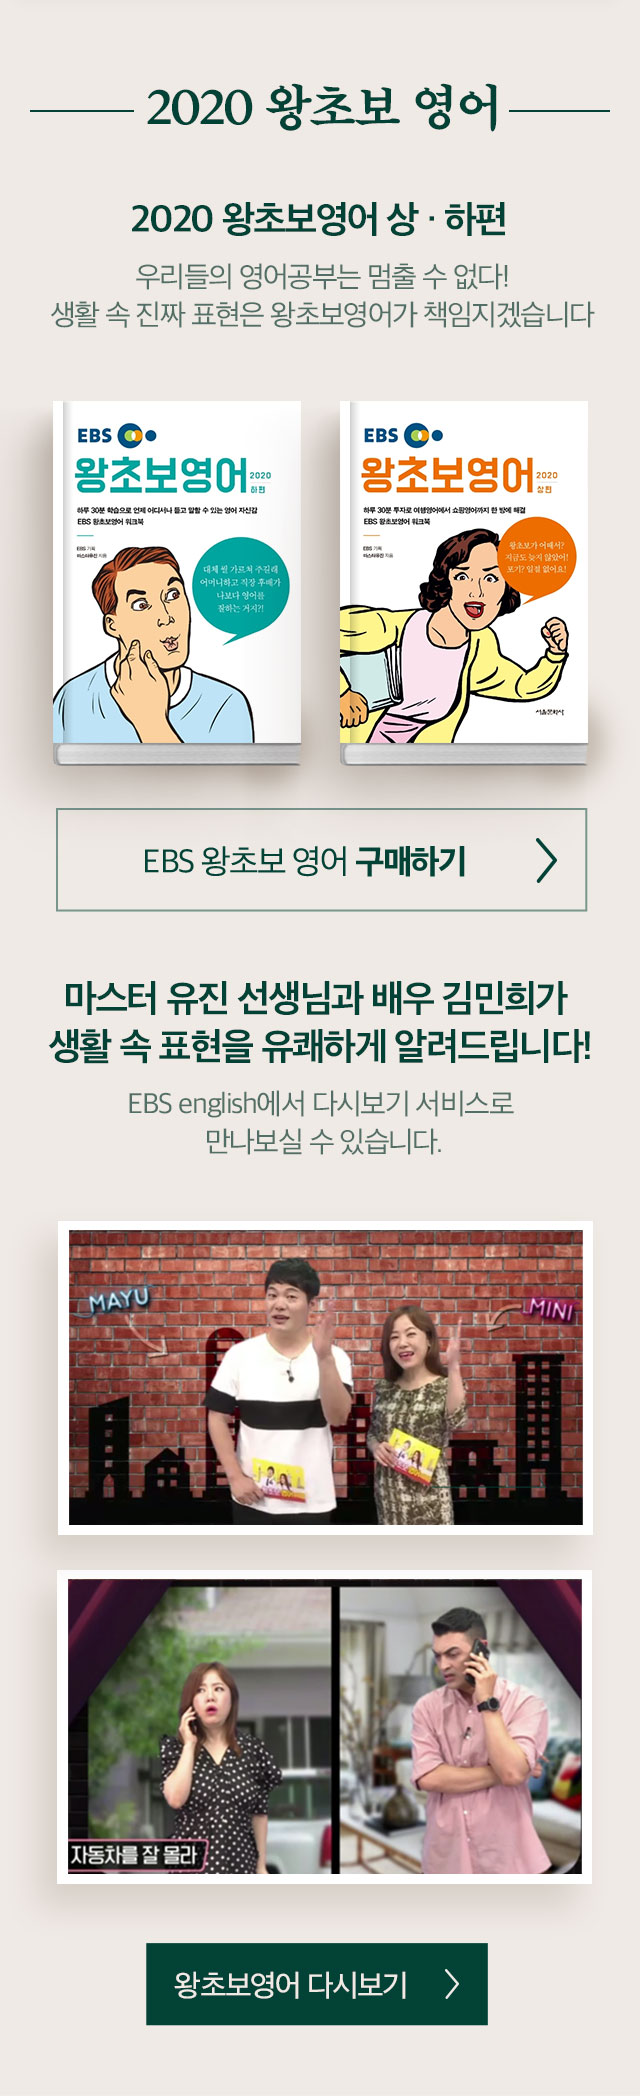 2020 왕초보 영어
2020 왕초보영어 상 · 하편
우리들의 영어공부는 멈출 수 없다!
생활 속 진짜 표현은 왕초보영어가 책임지겠습니다
EBS
왕초보영어 2020 하편
하루 30분 학습으로 언제 어디서나 듣고 말할 수 있는 영어 자신감
EBS 왕초보영어 워크북
EBS 기획
마스터유진 지음
대체 뭘 가르쳐 주길래
어머니하고 직장 후배가
나보다 영어를
잘하는 거지?!
EBS
왕초보영어 2020 상편
하루 30분 투자로 여행영어에서 쇼핑영어까지 한 방에 해결
EBS 왕초보영어 워크북
EBS 기획
마스터유진 지음
왕초보가 어때서?
지금도 늦지 않았어!
포기? 일절 없어요!
서울문화사
EBS 왕초보 영어 구매하기
마스터 유진 선생님과 배우 김민희가
생활 속 표현을 유쾌하게 알려드립니다!
EBS english에서 다시보기 서비스로
만나보실 수 있습니다.
MAYU
MINI
자동차를 잘 몰라
왕초보영어 다시보기